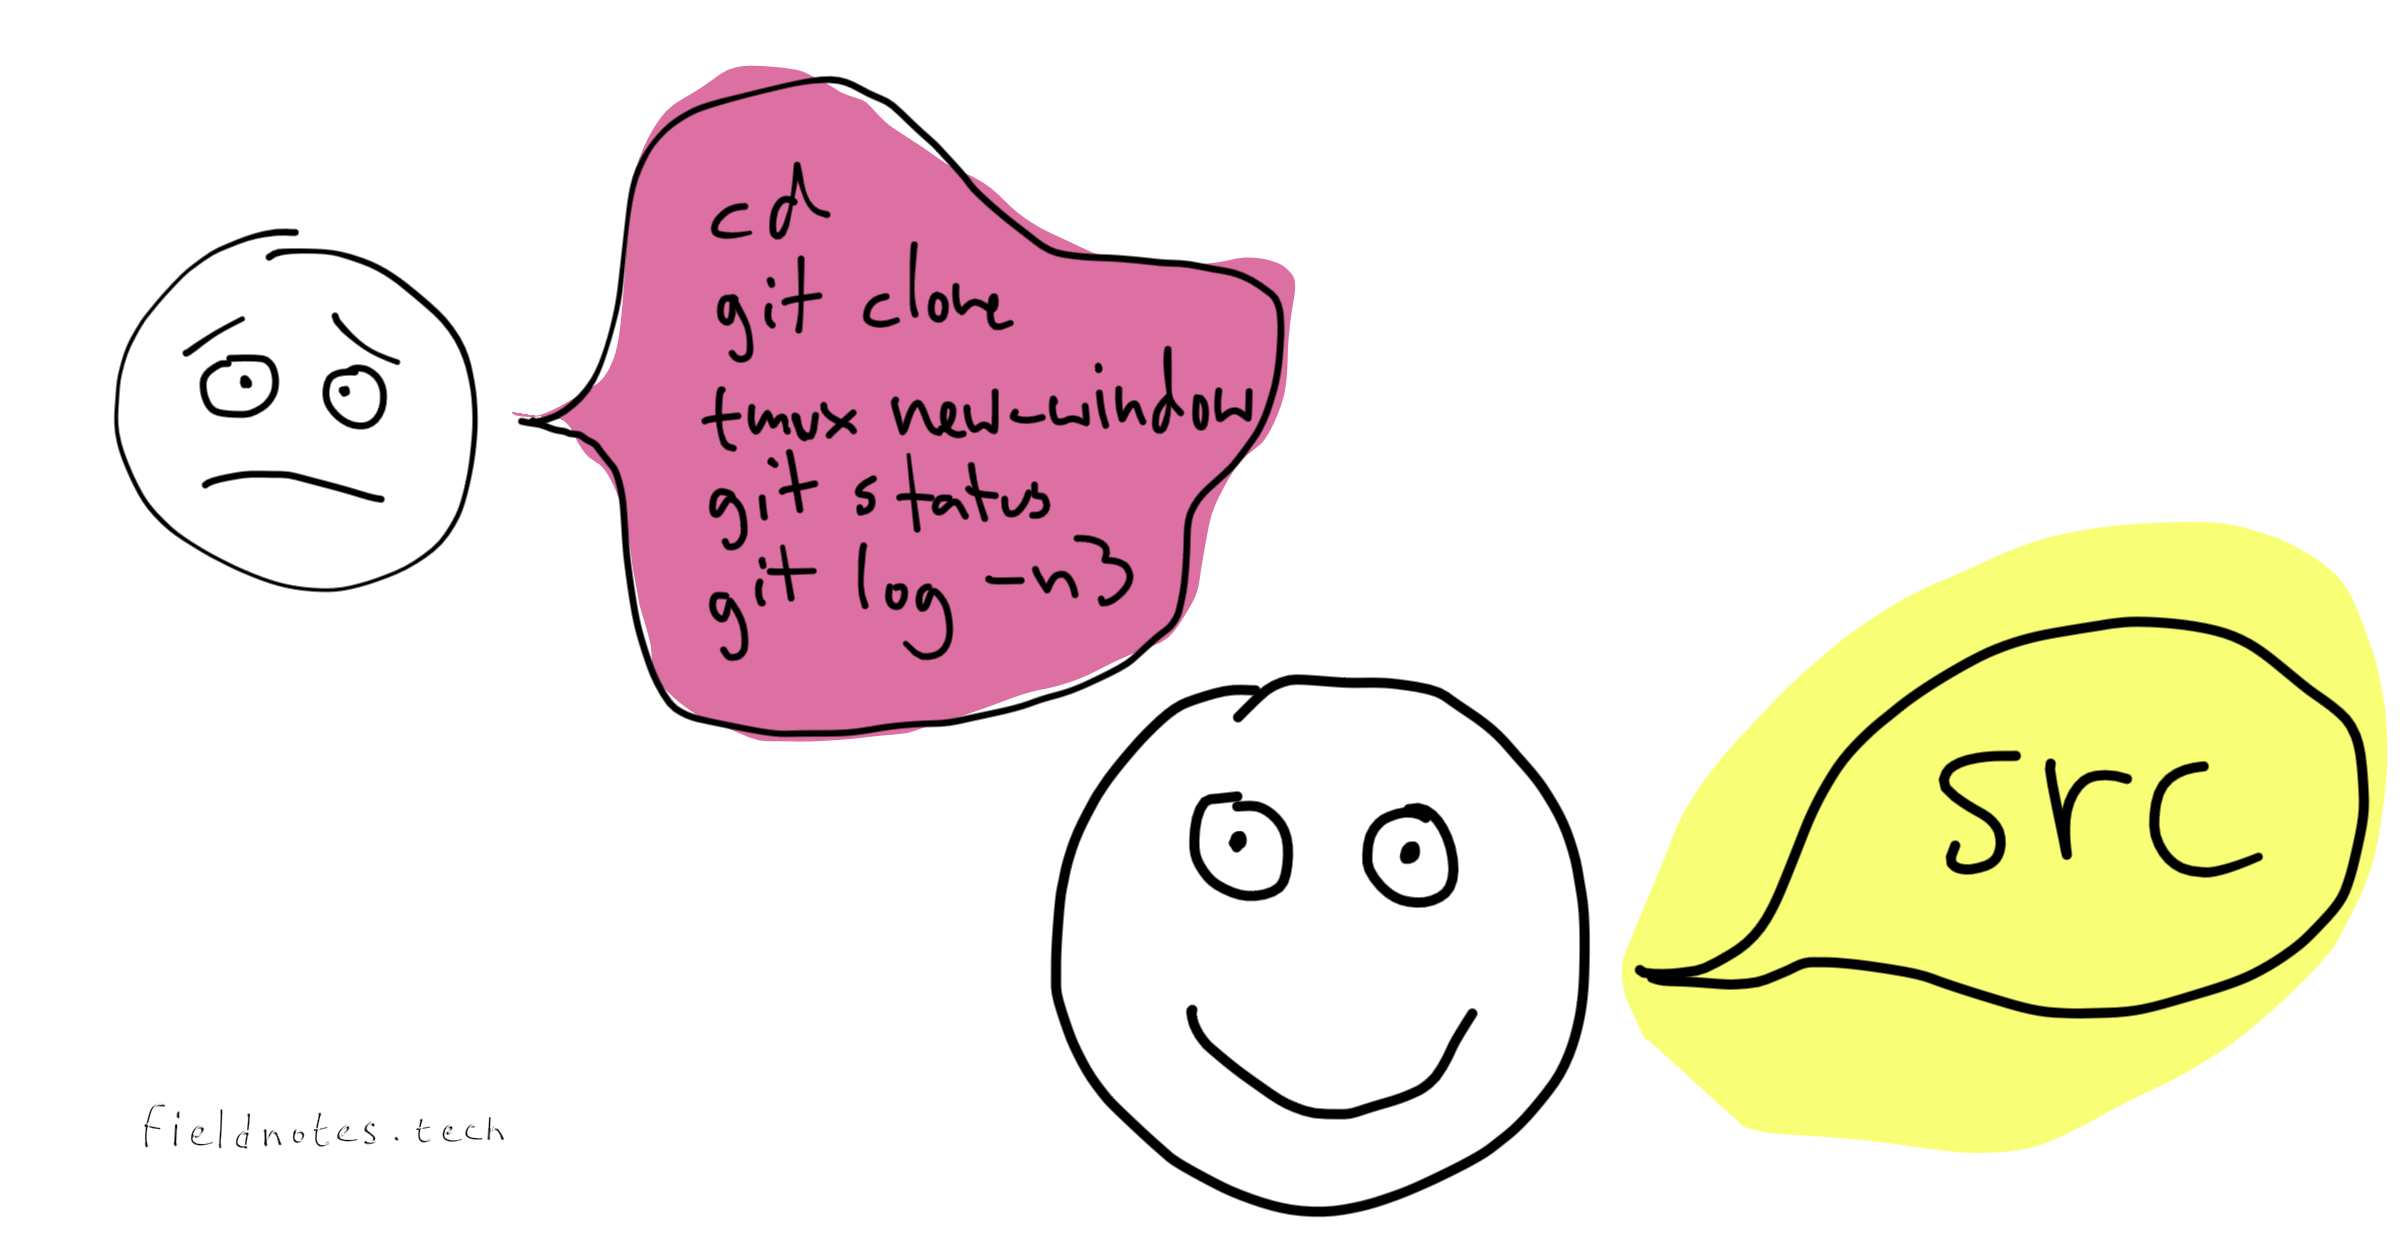 cd
git clone
tmux new-window
git status
git log -n3
src
fieldnotes.tech